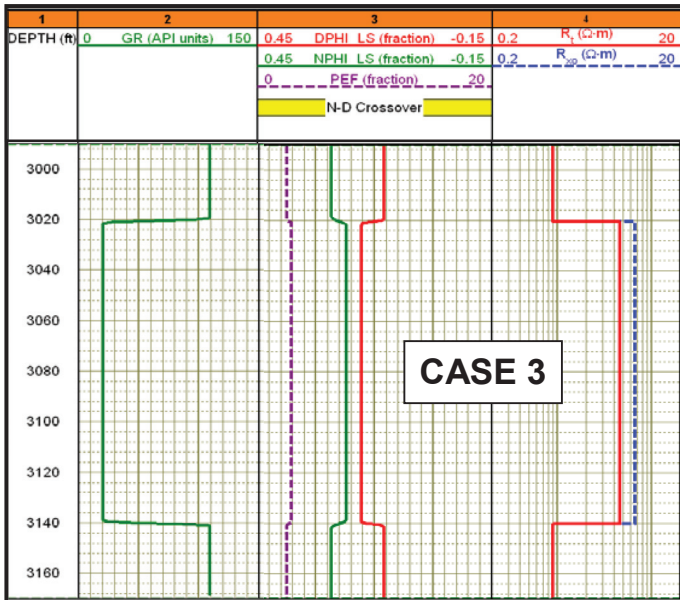 1 2 3 4
DEPTH (ft) 0 GR (API units) 150 0.45 DPHI LS (fraction) -0.15 0.2 Rt (Ω·m) 20
0.45 NPHI LS (fraction) -0.15 0.2 Rxo (Ω·m) 20
0 PEF (fraction) 20
N-D Crossover
3000
3020
3040
3060
3080
CASE 3
3100
3120
3140
3160